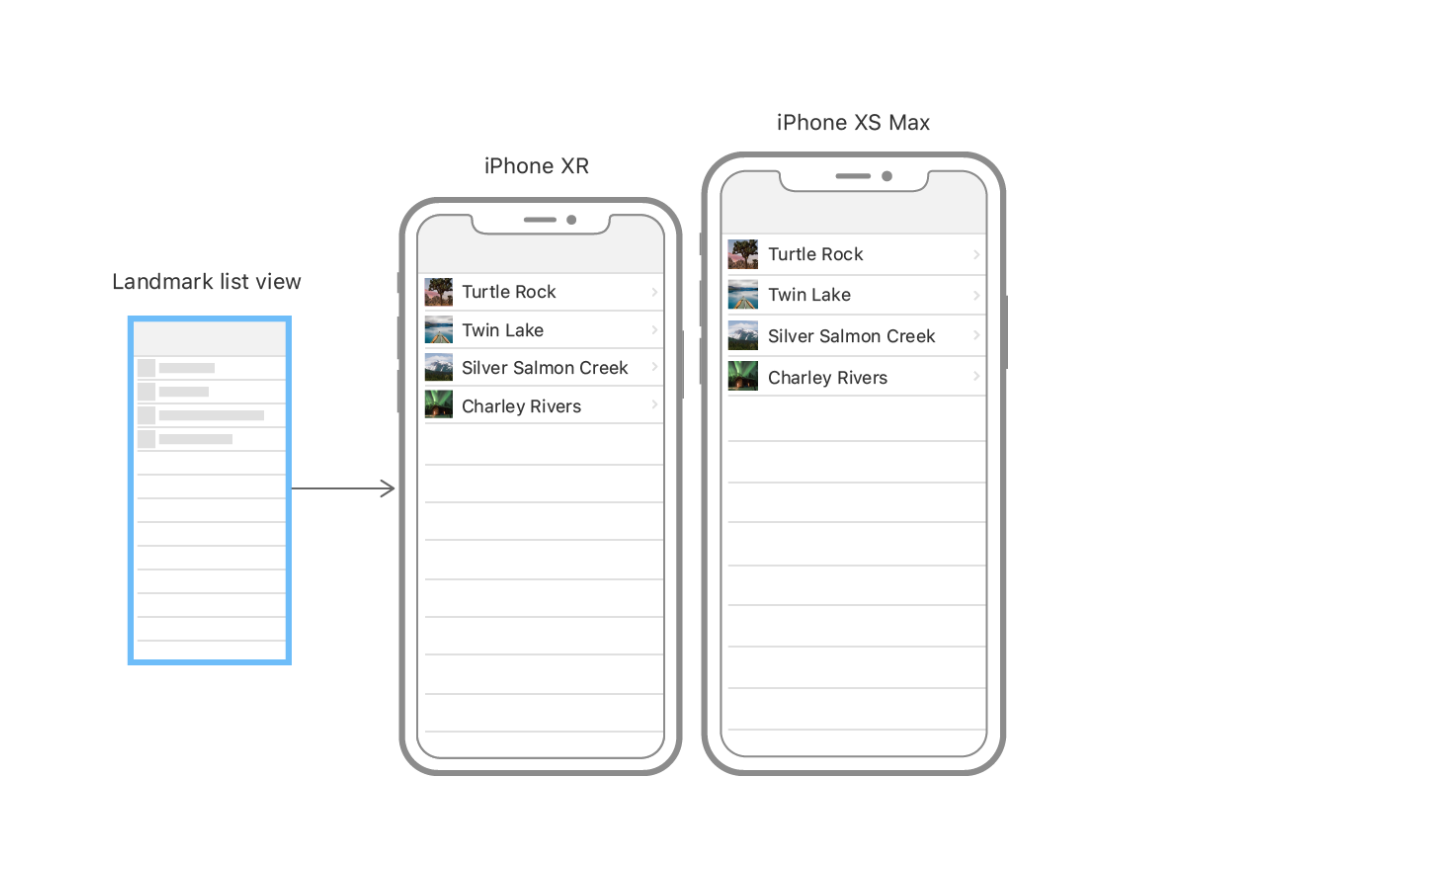 Landmark list view
iPhone XR
Turtle Rock
Twin Lake
Silver Salmon Creek
Charley Rivers
iPhone XS Max
Turtle Rock
Twin Lake
Silver Salmon Creek
Charley Rivers